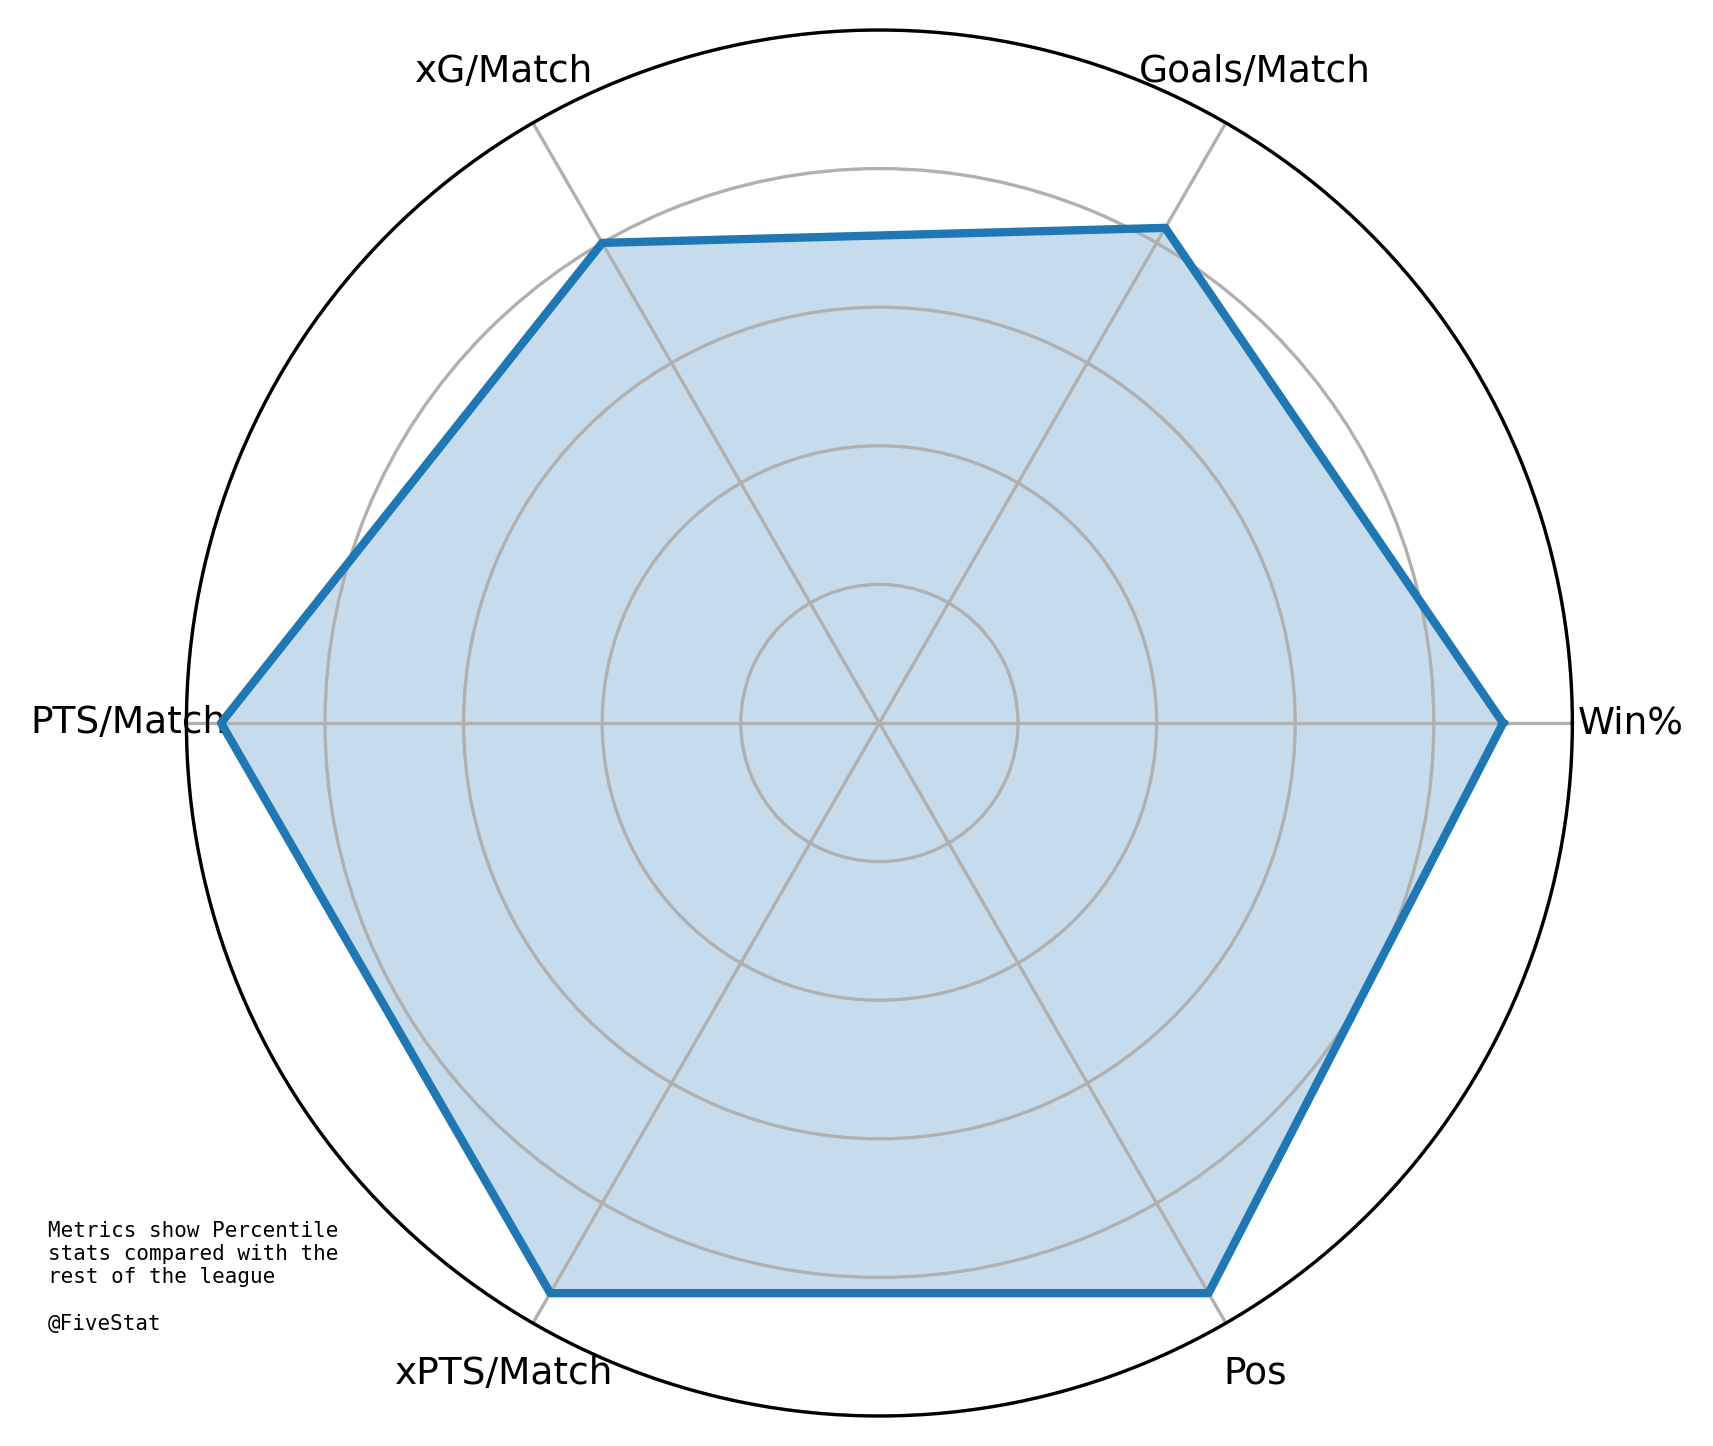 xG/Match
Goals/Match
PTS/Match
Win%
Metrics show Percentile
stats compared with the
rest of the league
@FiveStat
xPTS/Match
Pos